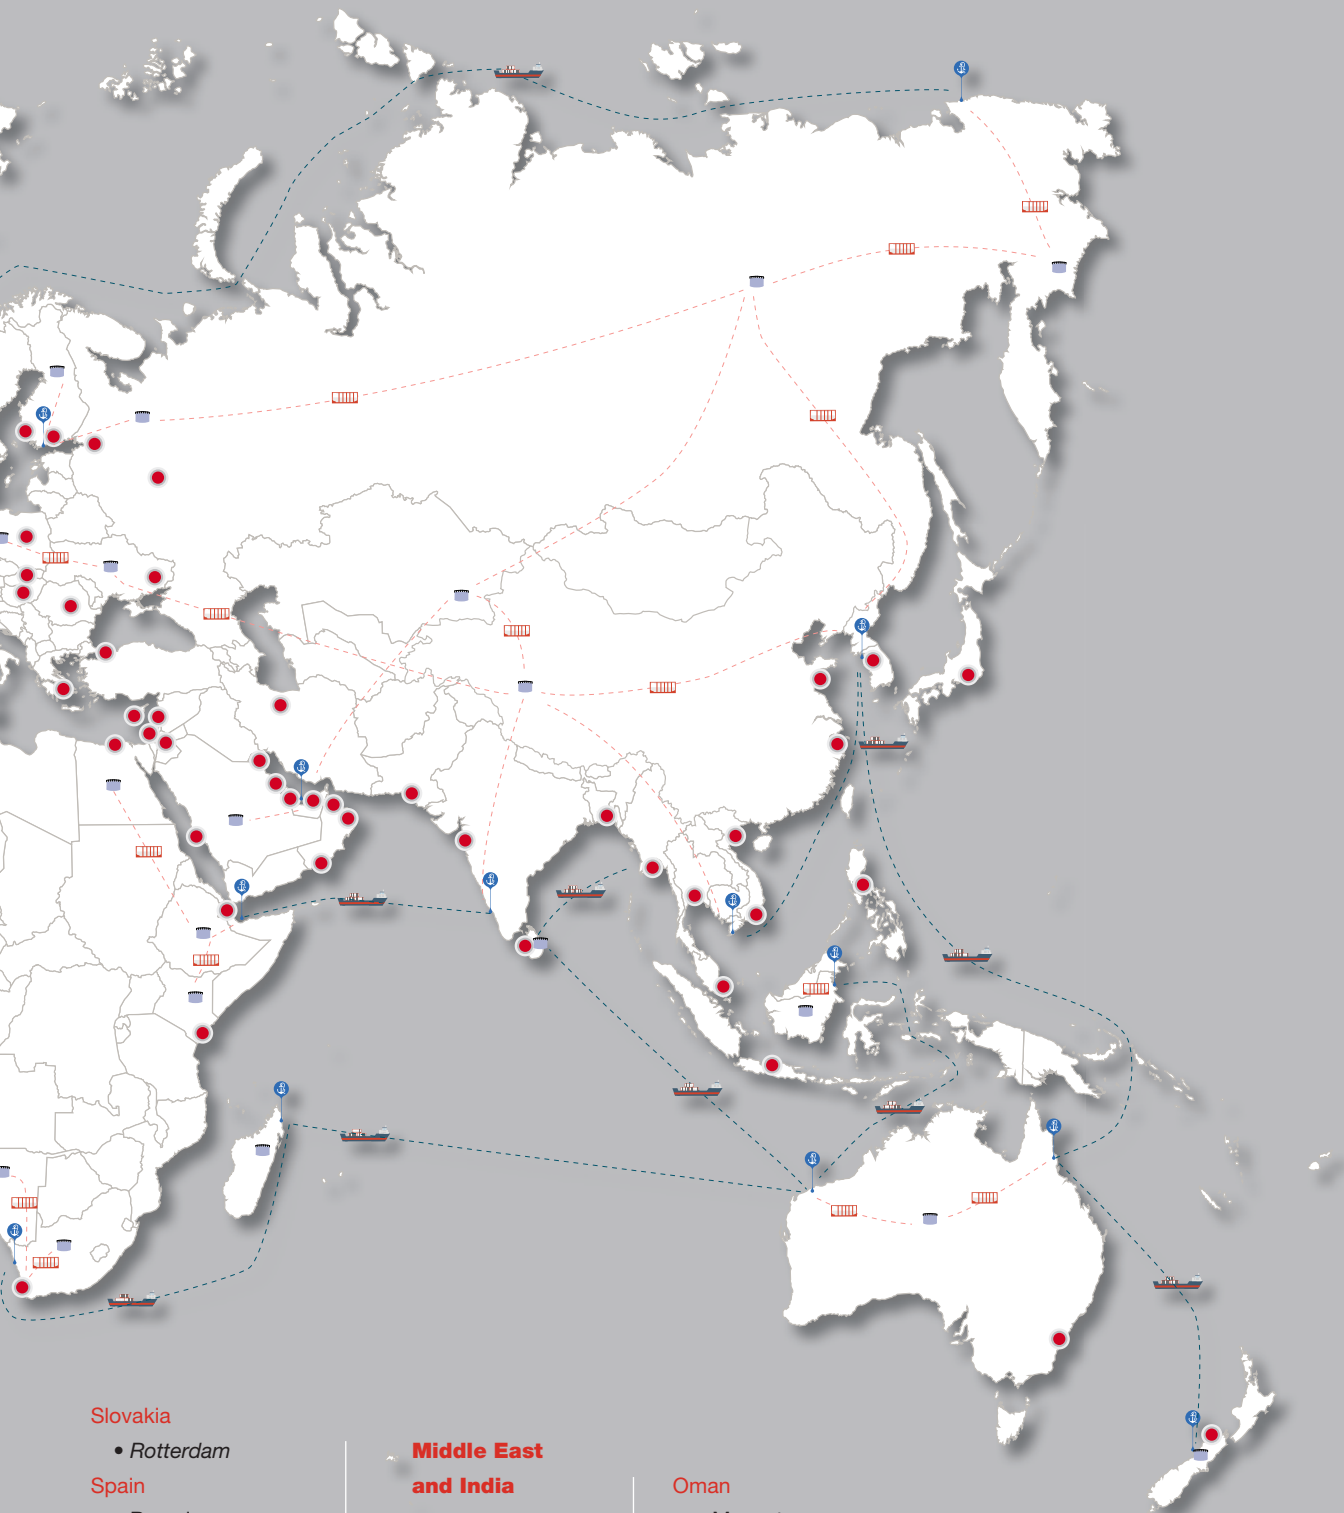 Slovakia
• Rotterdam
Spain
Middle East
and India
Oman